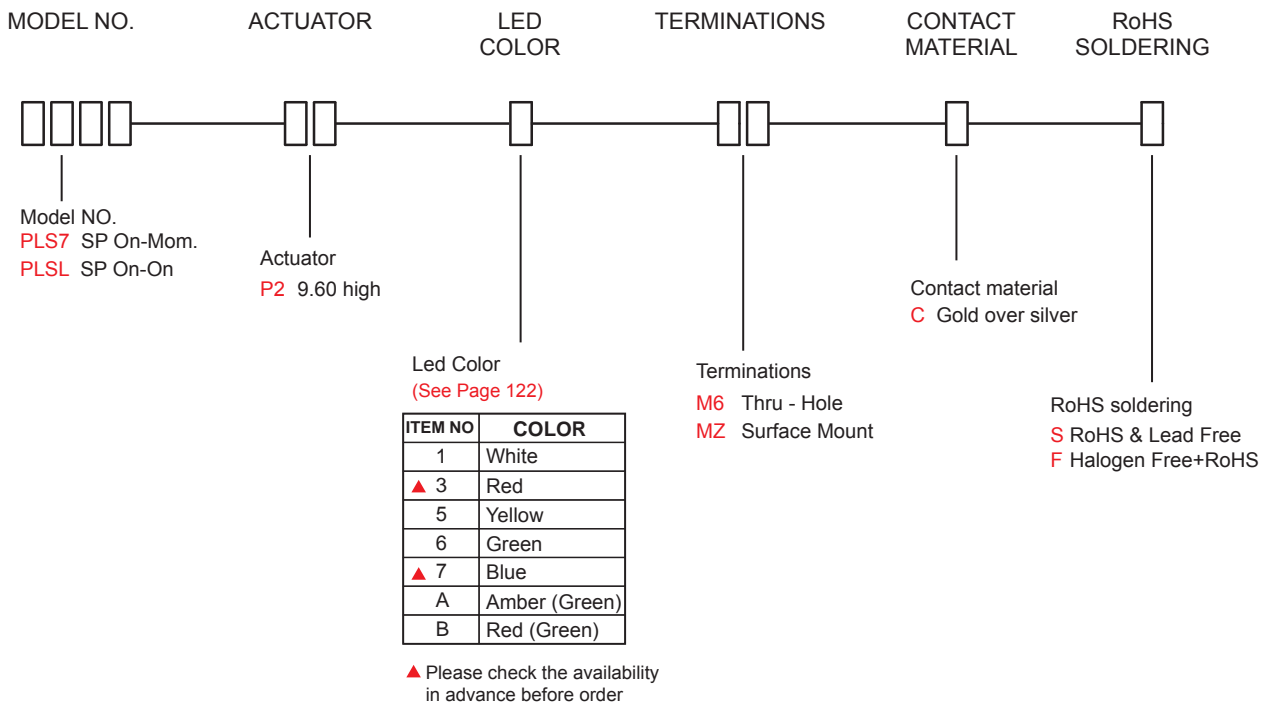 MODEL NO.
ACTUATOR
LED
COLOR
TERMINATIONS
CONTACT
MATERIAL
RoHS
SOLDERING
Model NO.
PLS7 SP On-Mom.
PLSL SP On-On
Actuator
P2 9.60 high
Led Color
(See Page 122)
ITEM NO COLOR
1 White
▲ 3 Red
5 Yellow
6 Green
▲ 7 Blue
A Amber (Green)
B Red (Green)
▲ Please check the availability
in advance before order
Terminations
M6 Thru - Hole
MZ Surface Mount
Contact material
C Gold over silver
RoHS soldering
S RoHS & Lead Free
F Halogen Free+RoHS